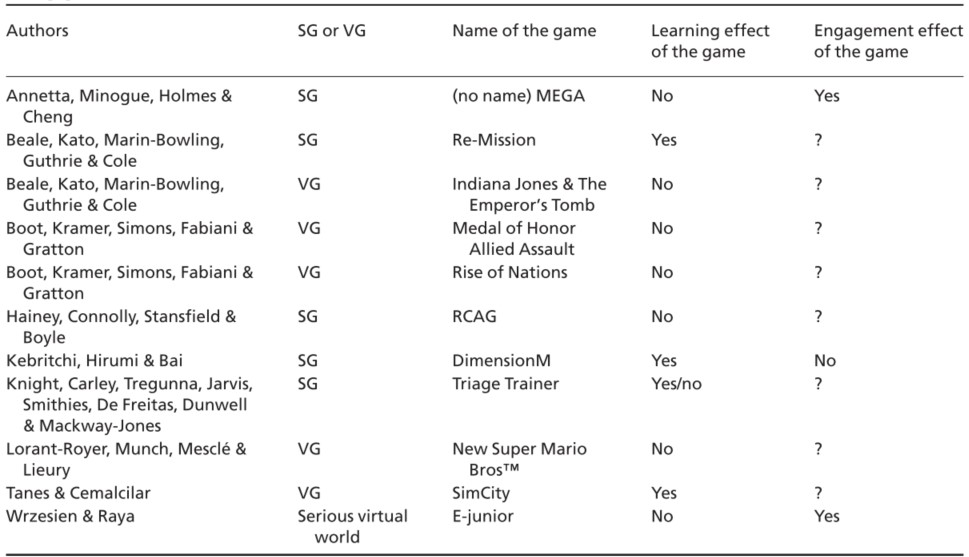 Authors SG or VG Name of the game Learning effect Engagement effect
of the game of the game
Annetta, Minogue, Holmes & SG (no name) MEGA No Yes
Cheng
Beale, Kato, Marin-Bowling, SG Re-Mission Yes ?
Guthrie & Cole
Beale, Kato, Marin-Bowling, VG Indiana Jones & The No ?
Guthrie & Cole Emperor’s Tomb
Boot, Kramer, Simons, Fabiani & VG Medal of Honor No ?
Gratton Allied Assault
Boot, Kramer, Simons, Fabiani & VG Rise of Nations No ?
Gratton
Hainey, Connolly, Stansfield & SG RCAG No ?
Boyle
Kebritchi, Hirumi & Bai SG DimensionM Yes No
Knight, Carley, Tregunna, Jarvis, SG Triage Trainer Yes/no ?
Smithies, De Freitas, Dunwell
& Mackway-Jones
Lorant-Royer, Munch, Mesclé & VG New Super Mario No ?
Lieury Bros™
Tanes & Cemalcilar VG SimCity Yes ?
Wrzesien & Raya Serious virtual E-junior No Yes
world